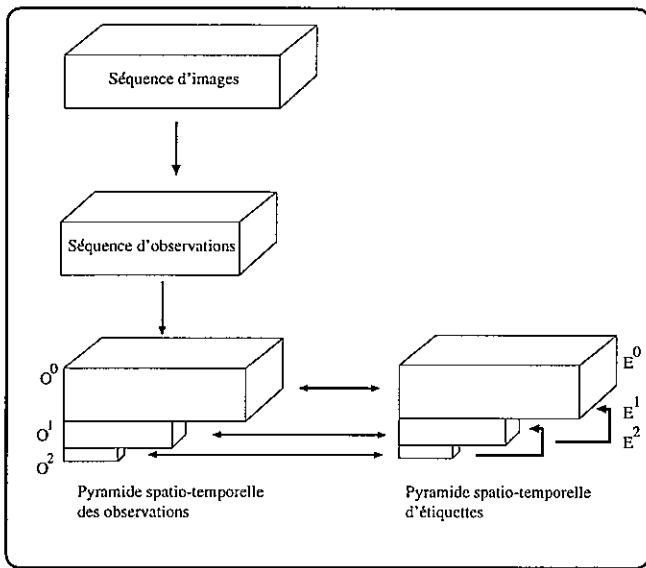 Séquence d'images
Séquence d'observations
O0
E0
O1
E1
O2
E2
Pyramide spatio-temporelle
des observations
Pyramide spatio-temporelle
d'étiquettes